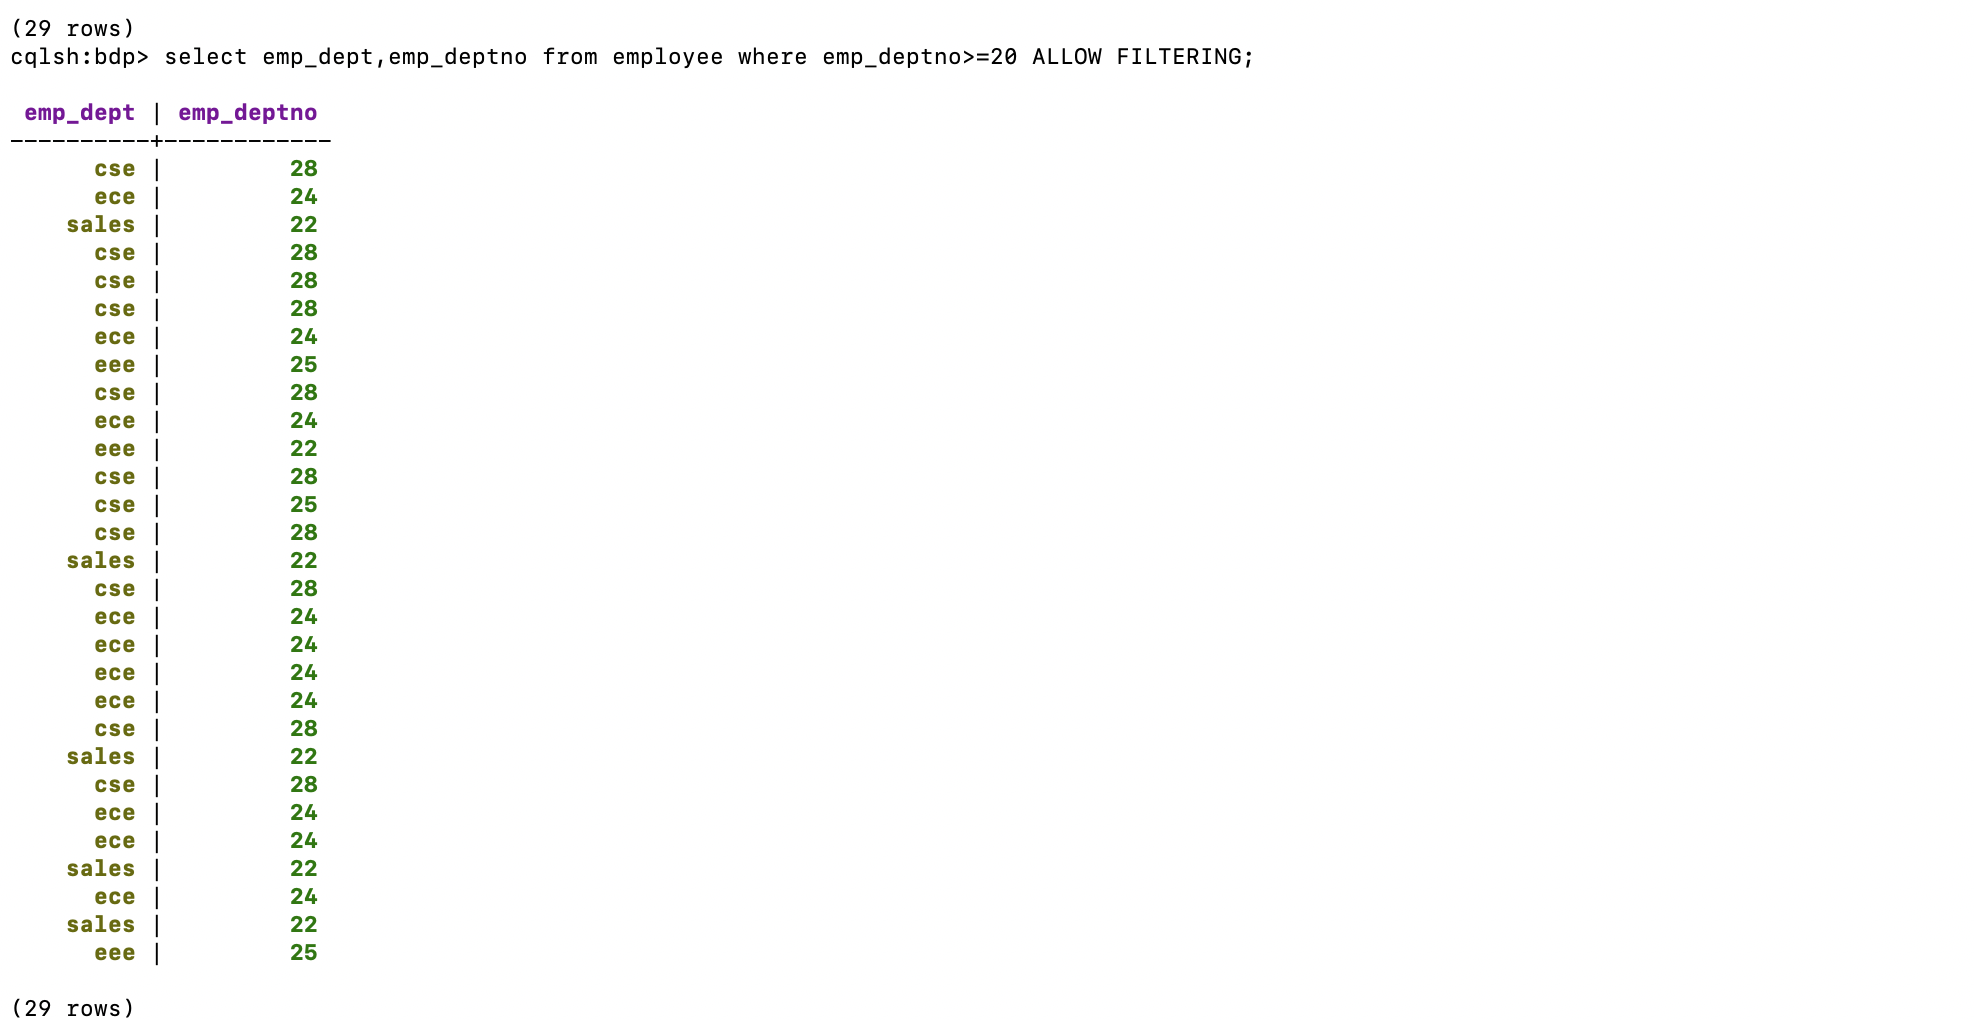 (29 rows)
cqlsh:bdp> select emp_dept,emp_deptno from employee where emp_deptno>=20 ALLOW FILTERING;
 emp_dept | emp_deptno
----------+------------
      cse |         28
      ece |         24
    sales |         22
      cse |         28
      cse |         28
      cse |         28
      ece |         24
      eee |         25
      cse |         28
      ece |         24
      eee |         22
      cse |         28
      cse |         25
      cse |         28
    sales |         22
      cse |         28
      ece |         24
      ece |         24
      ece |         24
      ece |         24
      cse |         28
    sales |         22
      cse |         28
      ece |         24
      ece |         24
    sales |         22
      ece |         24
    sales |         22
      eee |         25
(29 rows)